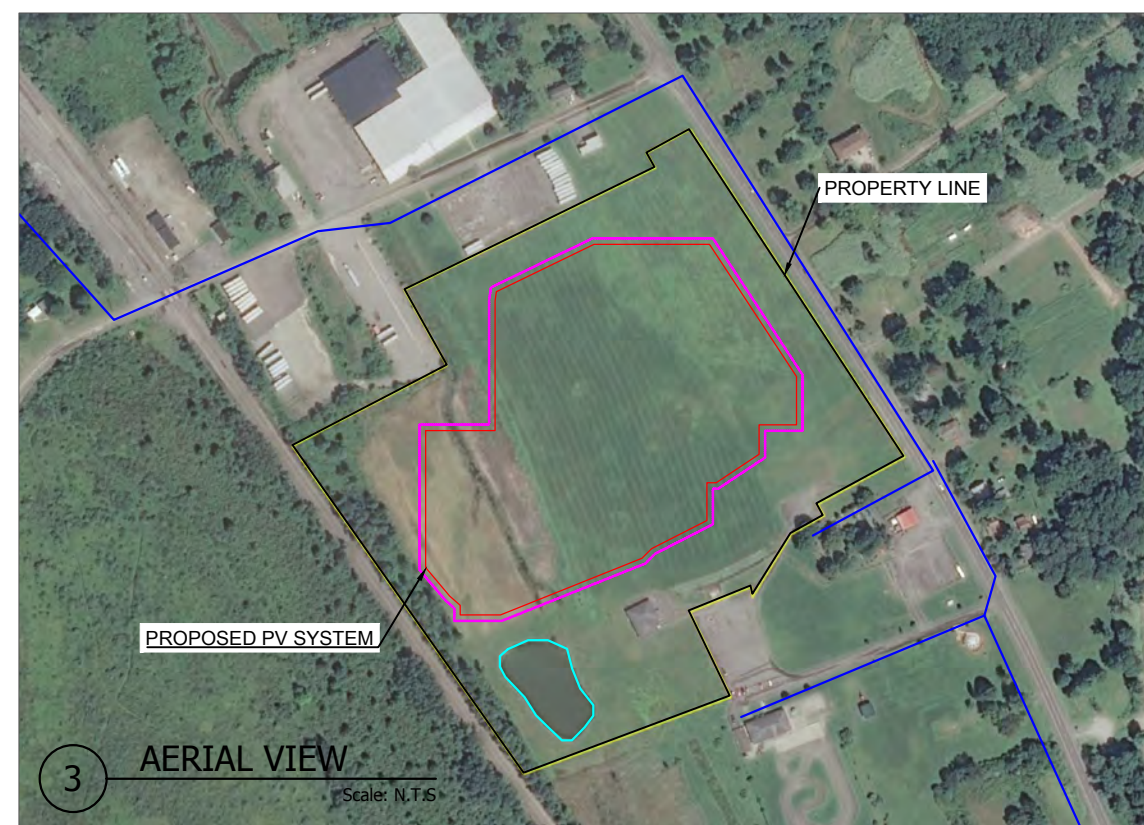 PROPERTY LINE
PROPOSED PV SYSTEM
3
AERIAL VIEW
Scale: N.T.S